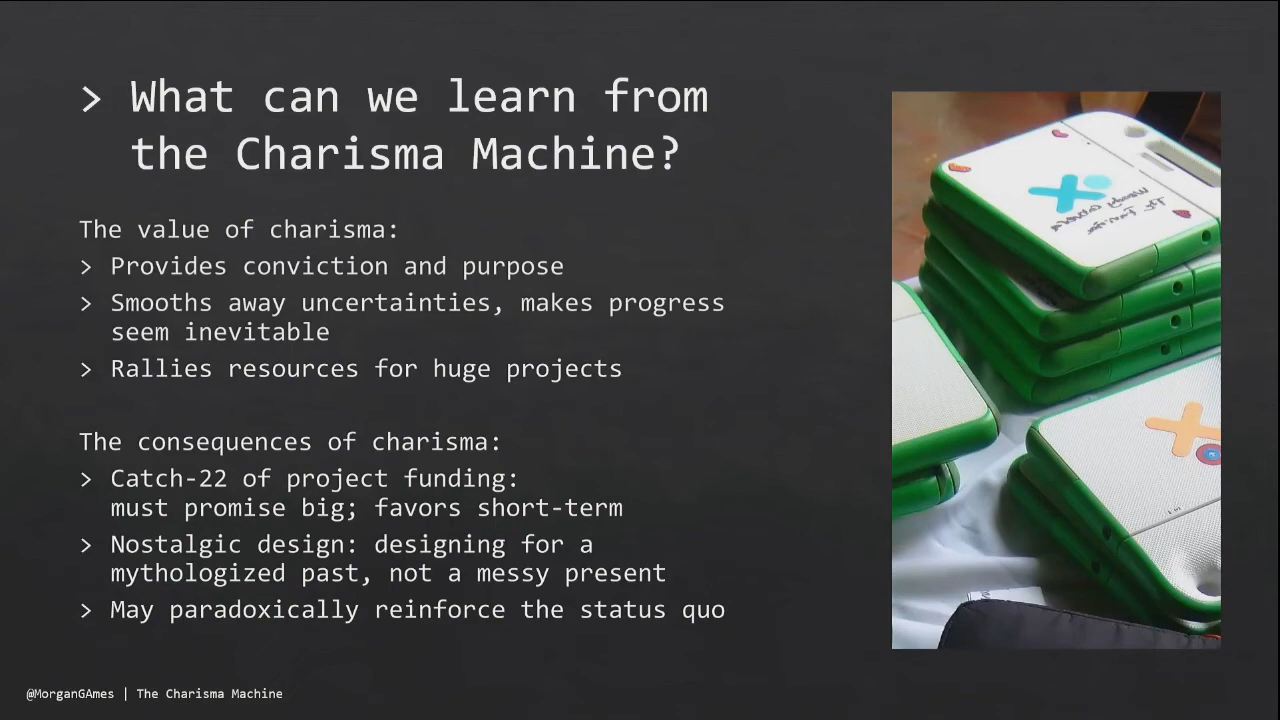 > What can we learn from
the Charisma Machine?
The value of charisma:
> Provides conviction and purpose
> Smooths away uncertainties, makes progress
seem inevitable
> Rallies resources for huge projects
The consequences of charisma:
> Catch-22 of project funding:
must promise big; favors short-term
> Nostalgic design: designing for a
mythologized past, not a messy present
> May paradoxically reinforce the status quo
@MorganGAmes | The Charisma Machine